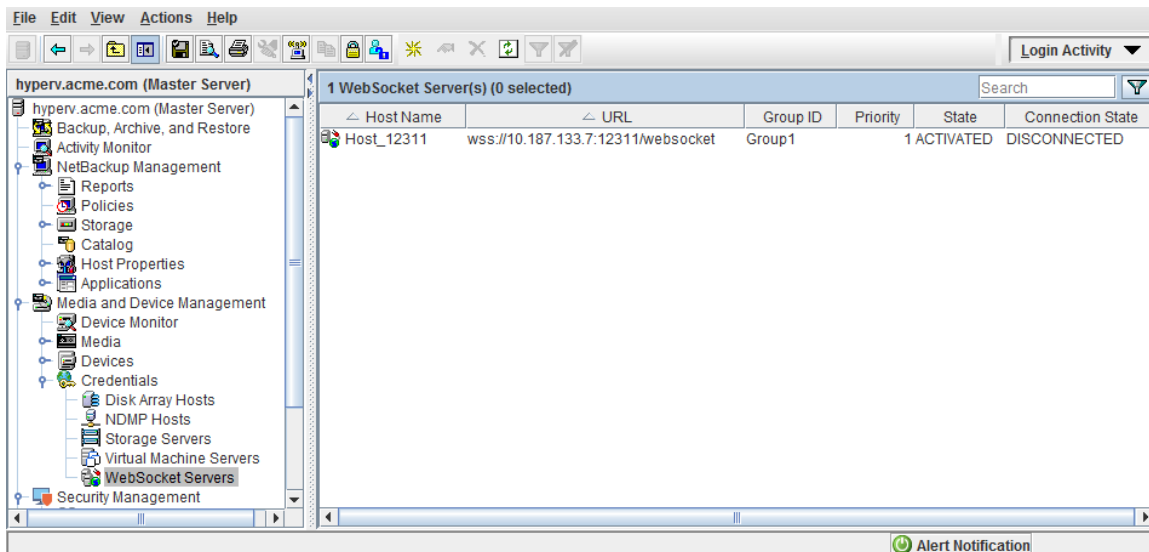 File Edit View Actions Help
Login Activity
hyperv.acme.com (Master Server)
hyperv.acme.com (Master Server)
Backup, Archive, and Restore
Activity Monitor
NetBackup Management
Reports
Policies
Storage
Catalog
Host Properties
Applications
Media and Device Management
Device Monitor
Media
Devices
Credentials
Disk Array Hosts
NDMP Hosts
Storage Servers
Virtual Machine Servers
WebSocket Servers
Security Management
1 WebSocket Server(s) (0 selected) Search
Host Name URL Group ID Priority State Connection State
Host_12311 wss://10.187.133.7:12311/websocket Group1 1 ACTIVATED DISCONNECTED
Alert Notification